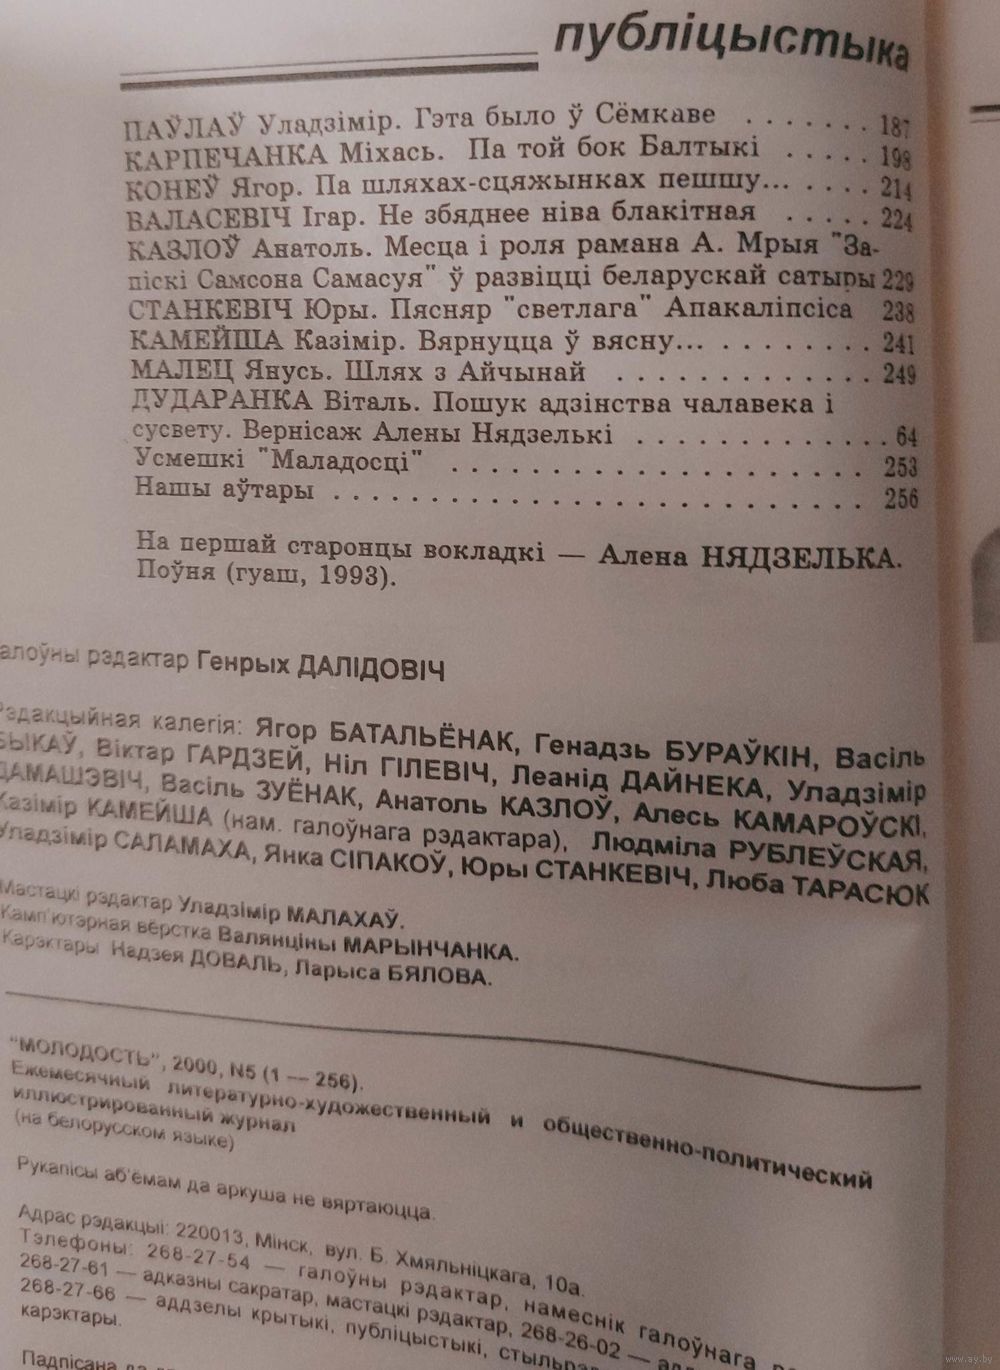 публіцыстыка
ПАЎЛАЎ Уладзімір. Гэта было ў Сёмкаве . . . . . . . 187
КАРПЕЧАНКА Міхась. Па той бок Балтыкі . . . . . 198
КОНЕЎ Ягор. Па шляхах-сцяжынках пешшу... . . . . 214
ВАЛАСЕВІЧ Ігар. Не збяднее ніва блакітная . . . . . 224
КАЗЛОЎ Анатоль. Месца і роля рамана А. Мрыя "За-
піскі Самсона Самасуя" ў развіцці беларускай сатыры 229
СТАНКЕВІЧ Юры. Пясняр "светлага" Апакаліпсіса 238
КАМЕЙША Казімір. Вярнуцца ў вясну... . . . . . . . . 241
МАЛЕЦ Янусь. Шлях з Айчынай . . . . . . . . . . . . . 249
ДУДАРАНКА Віталь. Пошук адзінства чалавека і
сусвету. Вернісаж Алены Нядзелькі . . . . . . . . . . . . . 64
Усмешкі "Маладосці" . . . . . . . . . . . . . . . . . . . . 253
Нашы аўтары . . . . . . . . . . . . . . . . . . . . . . . . . 256
На першай старонцы вокладкі — Алена НЯДЗЕЛЬКА.
Поўня (гуаш, 1993).
алоўны рэдактар Генрых ДАЛІДОВІЧ
Рэдакцыйная калегія: Ягор БАТАЛЬЁНАК, Генадзь БУРАЎКІН, Васіль
БЫКАЎ, Віктар ГАРДЗЕЙ, Ніл ГІЛЕВІЧ, Леанід ДАЙНЕКА, Уладзімір
ДАМАШЭВІЧ, Васіль ЗУЁНАК, Анатоль КАЗЛОЎ, Алесь КАМАРОЎСКІ,
Казімір КАМЕЙША (нам. галоўнага рэдактара), Людміла РУБЛЕЎСКАЯ,
Уладзімір САЛАМАХА, Янка СІПАКОЎ, Юры СТАНКЕВІЧ, Люба ТАРАСЮК
Мастацкі рэдактар Уладзімір МАЛАХАЎ.
Камп'ютэрная вёрстка Валянціны МАРЫНЧАНКА.
Карэктары Надзея ДОВАЛЬ, Ларыса БЯЛОВА.
"МОЛОДОСТЬ", 2000, N5 (1 — 256).
Ежемесячный литературно-художественный и общественно-политический
иллюстрированный журнал
(на белорусском языке)
Рукапісы аб'ёмам да аркуша не вяртаюцца.
Адрас рэдакцыі: 220013, Мінск, вул. Б. Хмяльніцкага, 10а.
Тэлефоны: 268-27-54 — галоўны рэдактар, намеснік галоўнага
268-27-61 — адказны сакратар, мастацкі рэдактар, 268-26-02 —
268-27-66 — аддзелы крытыкі, публіцыстыкі,
карэктары.
Падпісана да
www.ay.by